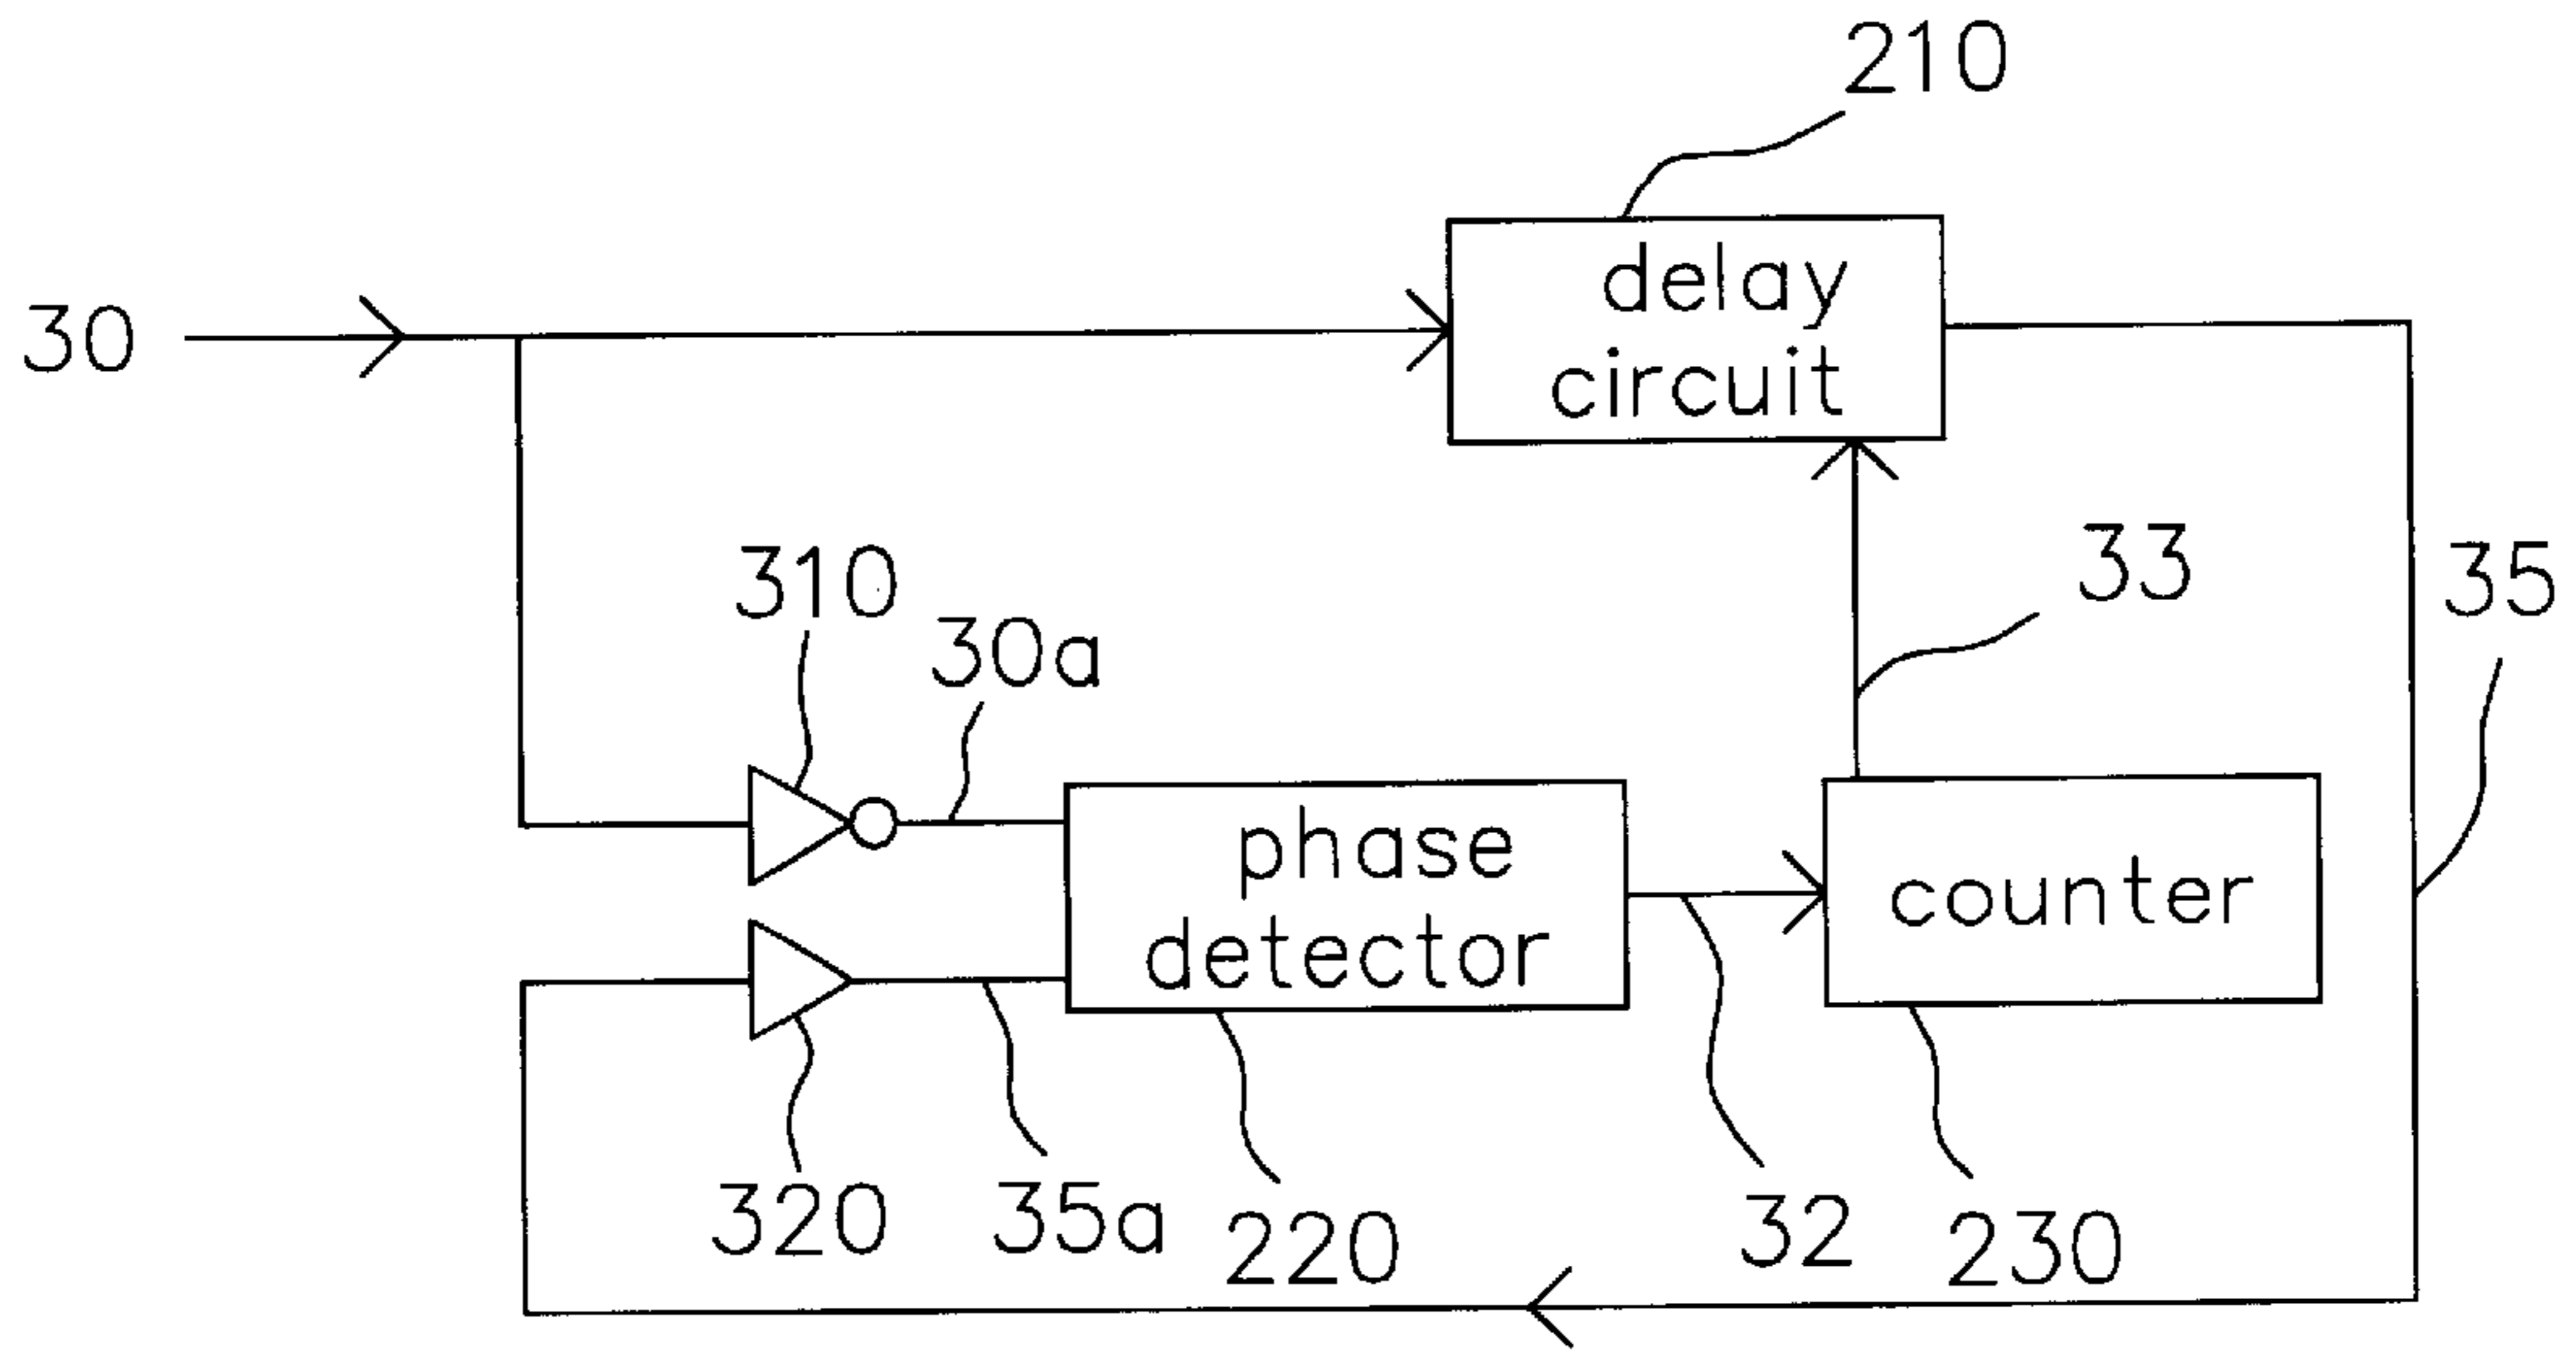 210
delay
circuit
30
310
30a
33
35
phase
detector
counter
320
35a
220
32
230